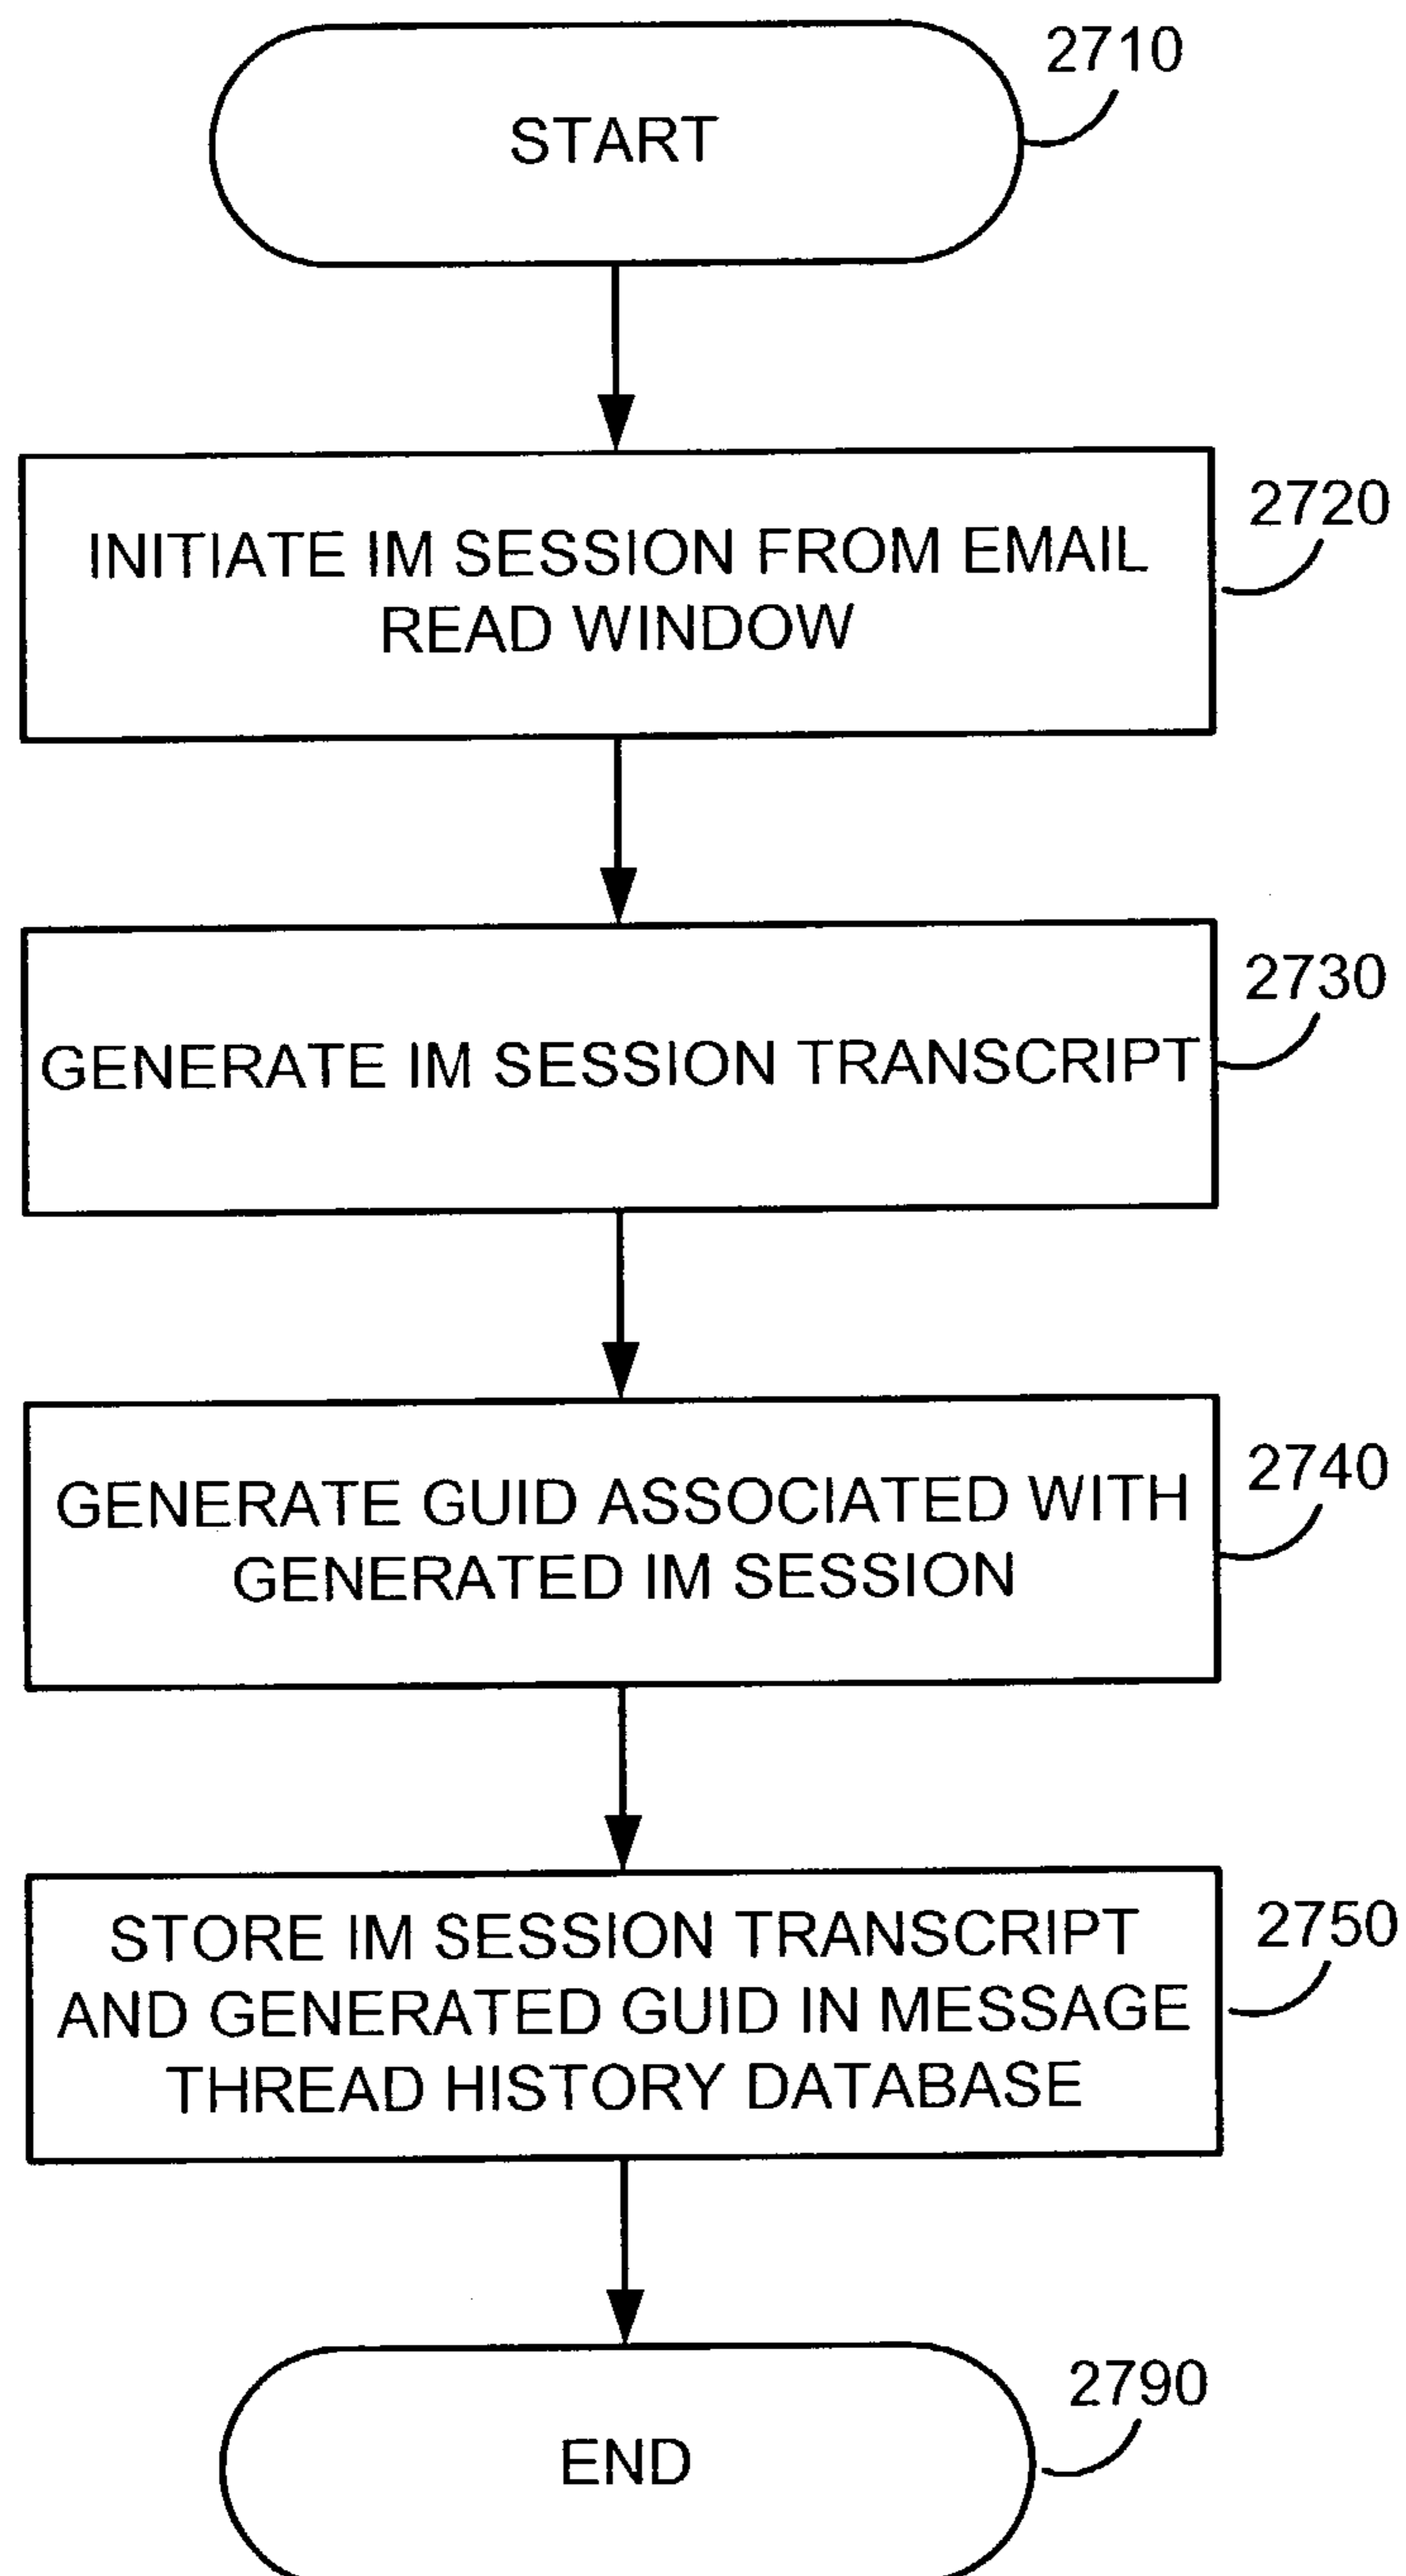 2710
START
2720
INITIATE IM SESSION FROM EMAIL
READ WINDOW
2730
GENERATE IM SESSION TRANSCRIPT
2740
GENERATE GUID ASSOCIATED WITH
GENERATED IM SESSION
2750
STORE IM SESSION TRANSCRIPT
AND GENERATED GUID IN MESSAGE
THREAD HISTORY DATABASE
2790
END